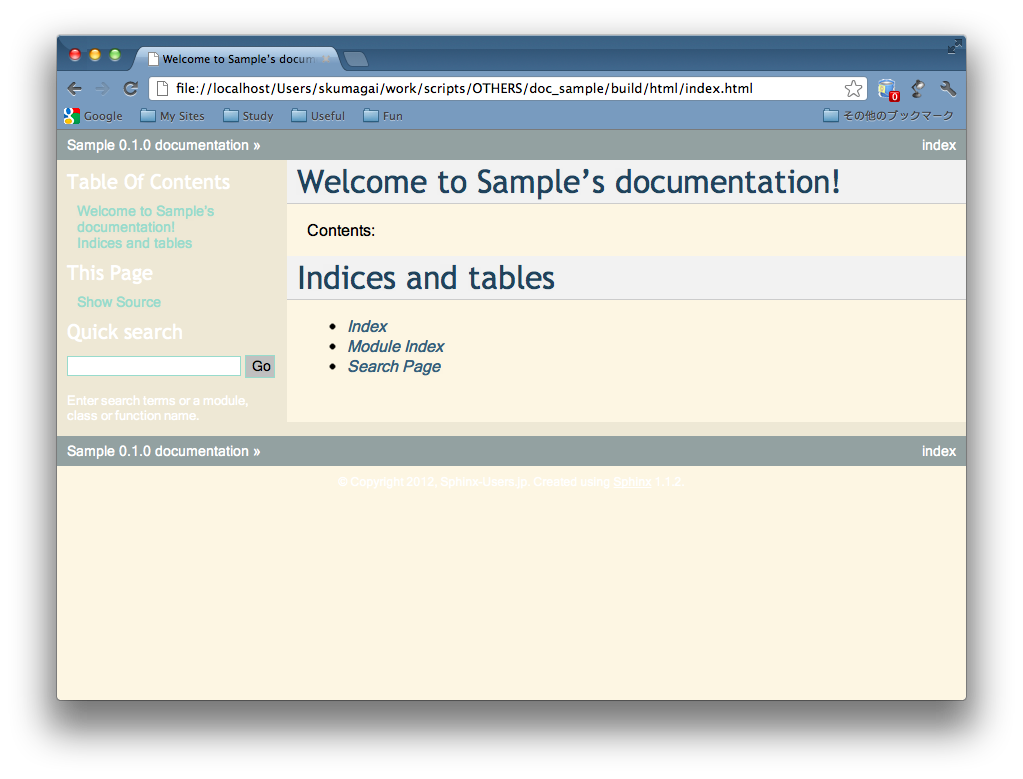 Welcome to Sample's docum
file://localhost/Users/skumagai/work/scripts/OTHERS/doc_sample/build/html/index.html
0
Google My Sites Study Useful Fun その他のブックマーク
Sample 0.1.0 documentation » index
Table Of Contents
Welcome to Sample's
documentation!
Indices and tables
This Page
Show Source
Quick search
Go
Enter search terms or a module,
class or function name.
Welcome to Sample’s documentation!
Contents:
Indices and tables
• Index
• Module Index
• Search Page
Sample 0.1.0 documentation » index
© Copyright 2012, Sphinx-Users.jp. Created using Sphinx 1.1.2.